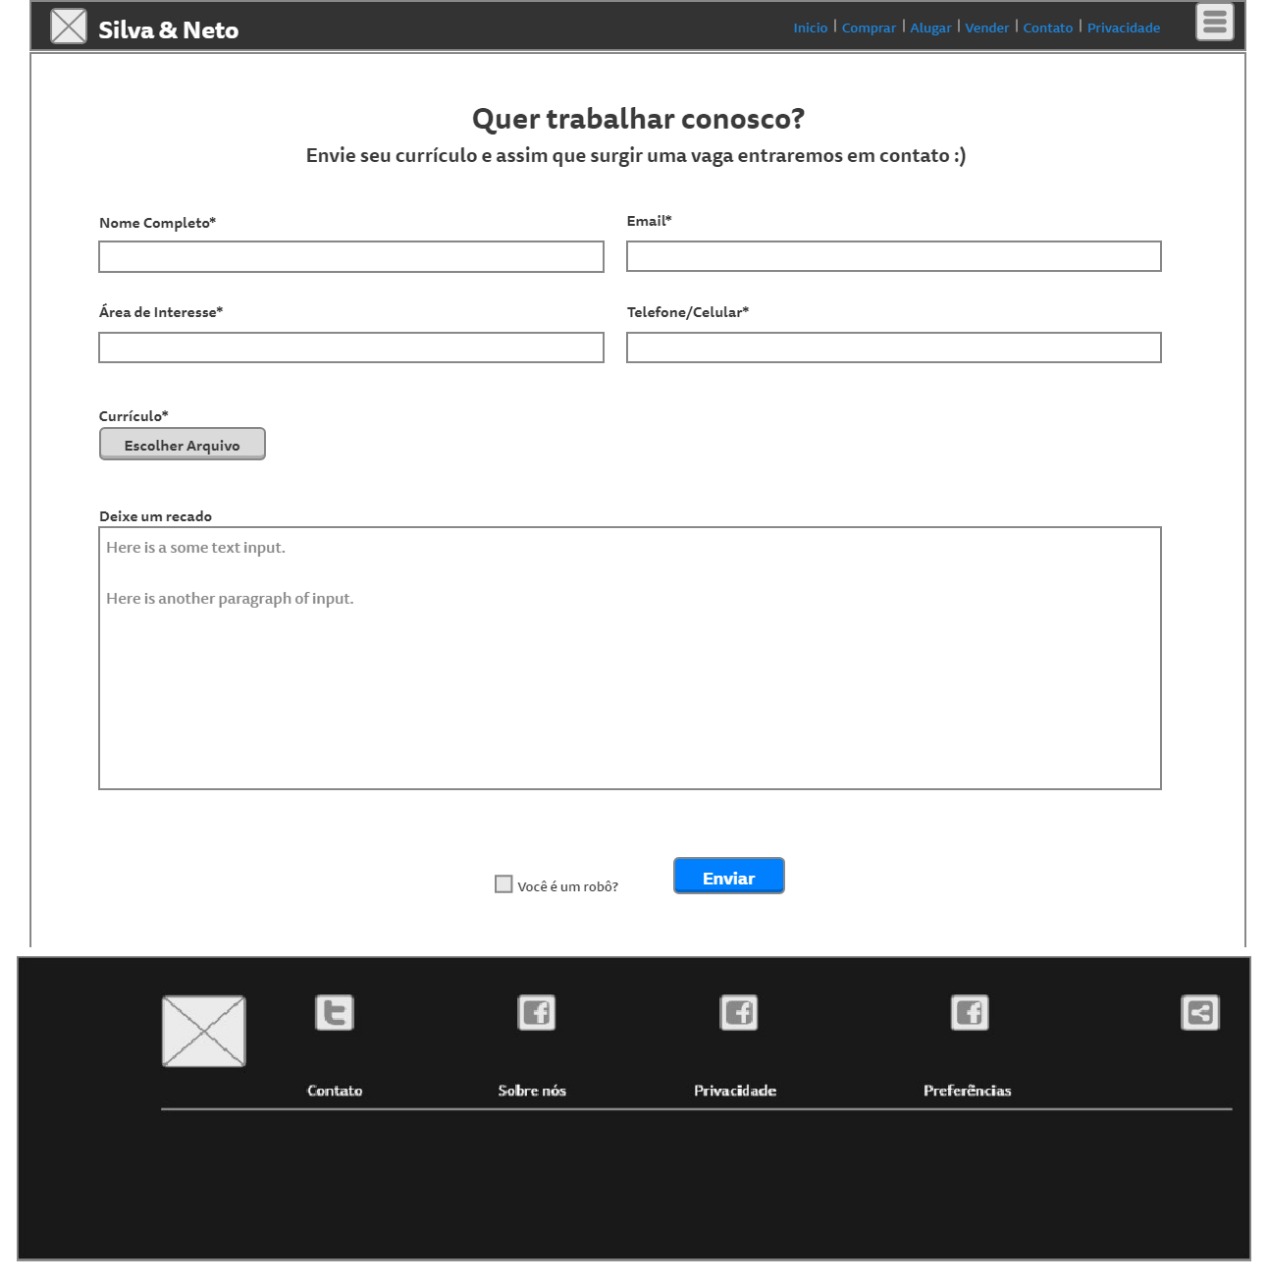 Silva & Neto
Inicio | Comprar | Alugar | Vender | Contato | Privacidade
Quer trabalhar conosco?
Envie seu currículo e assim que surgir uma vaga entraremos em contato :)
Nome Completo*
Email*
Área de Interesse*
Telefone/Celular*
Currículo*
Escolher Arquivo
Deixe um recado
Here is a some text input.
Here is another paragraph of input.
Você é um robô?
Enviar
Contato
Sobre nós
Privacidade
Preferências